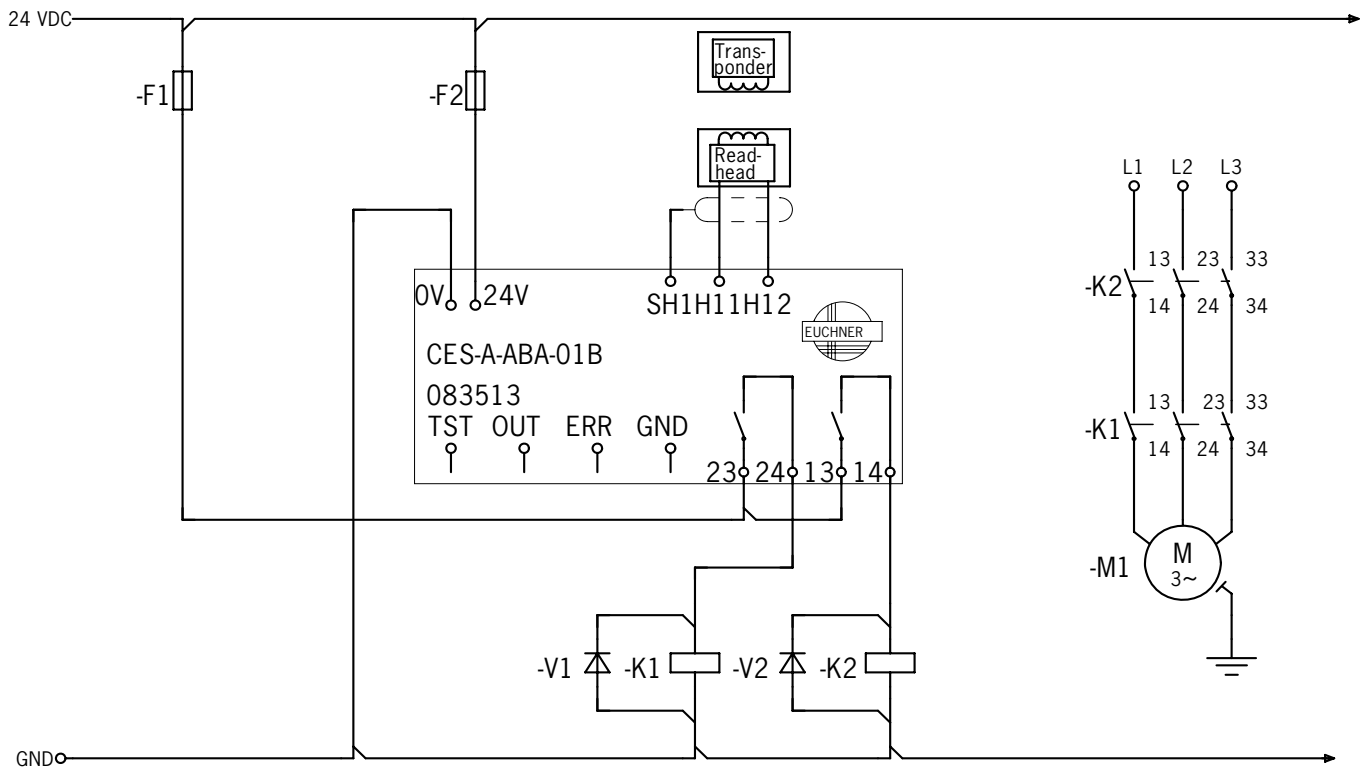 24 VDC
Trans-
ponder
-F1
-F2
Read-
head
L1 L2 L3
0V 24V
SH1 H11 H12
-K2
13 23 33
14 24 34
EUCHNER
CES-A-ABA-01B
083513
TST OUT ERR GND
-K1
13 23 33
14 24 34
23 24 13 14
-M1
M
3~
-V1 -K1 -V2 -K2
GND